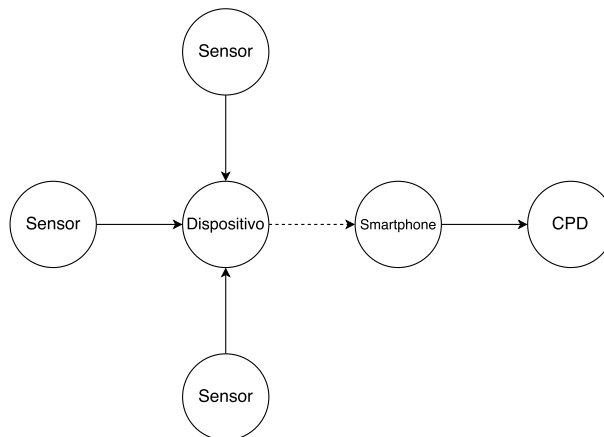 Sensor
Sensor
Dispositivo
Smartphone
CPD
Sensor